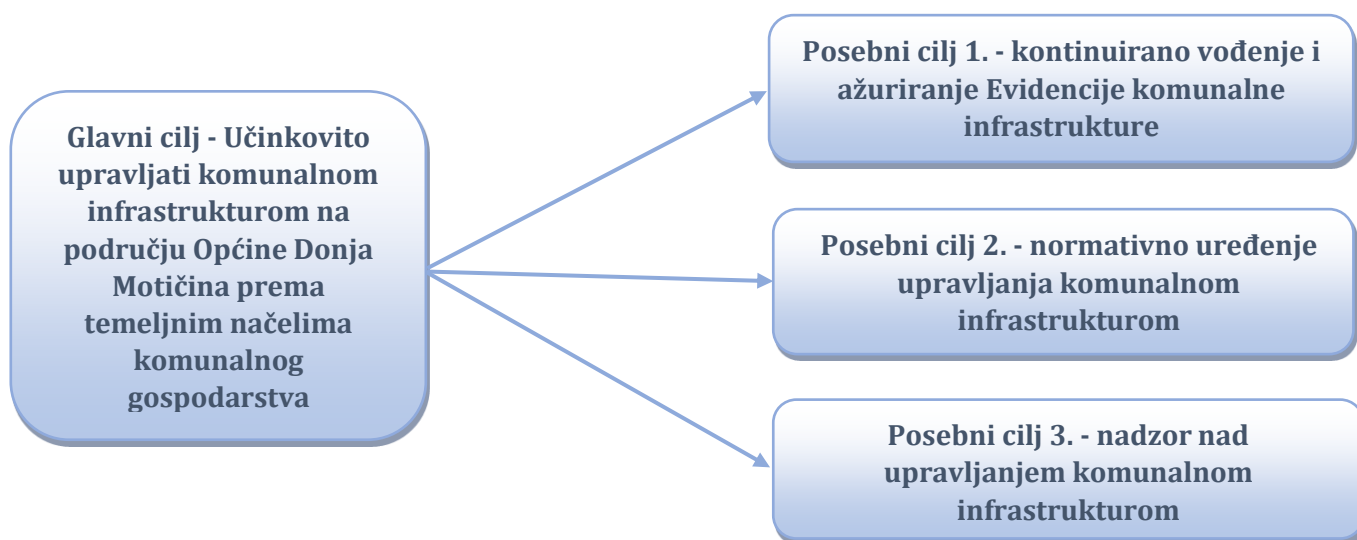 Glavni cilj - Učinkovito
upravljati komunalnom
infrastrukturom na
području Općine Donja
Motičina prema
temeljnim načelima
komunalnog
gospodarstva
Posebni cilj 1. - kontinuirano vođenje i
ažuriranje Evidencije komunalne
infrastrukture
Posebni cilj 2. - normativno uređenje
upravljanja komunalnom
infrastrukturom
Posebni cilj 3. - nadzor nad
upravljanjem komunalnom
infrastrukturom